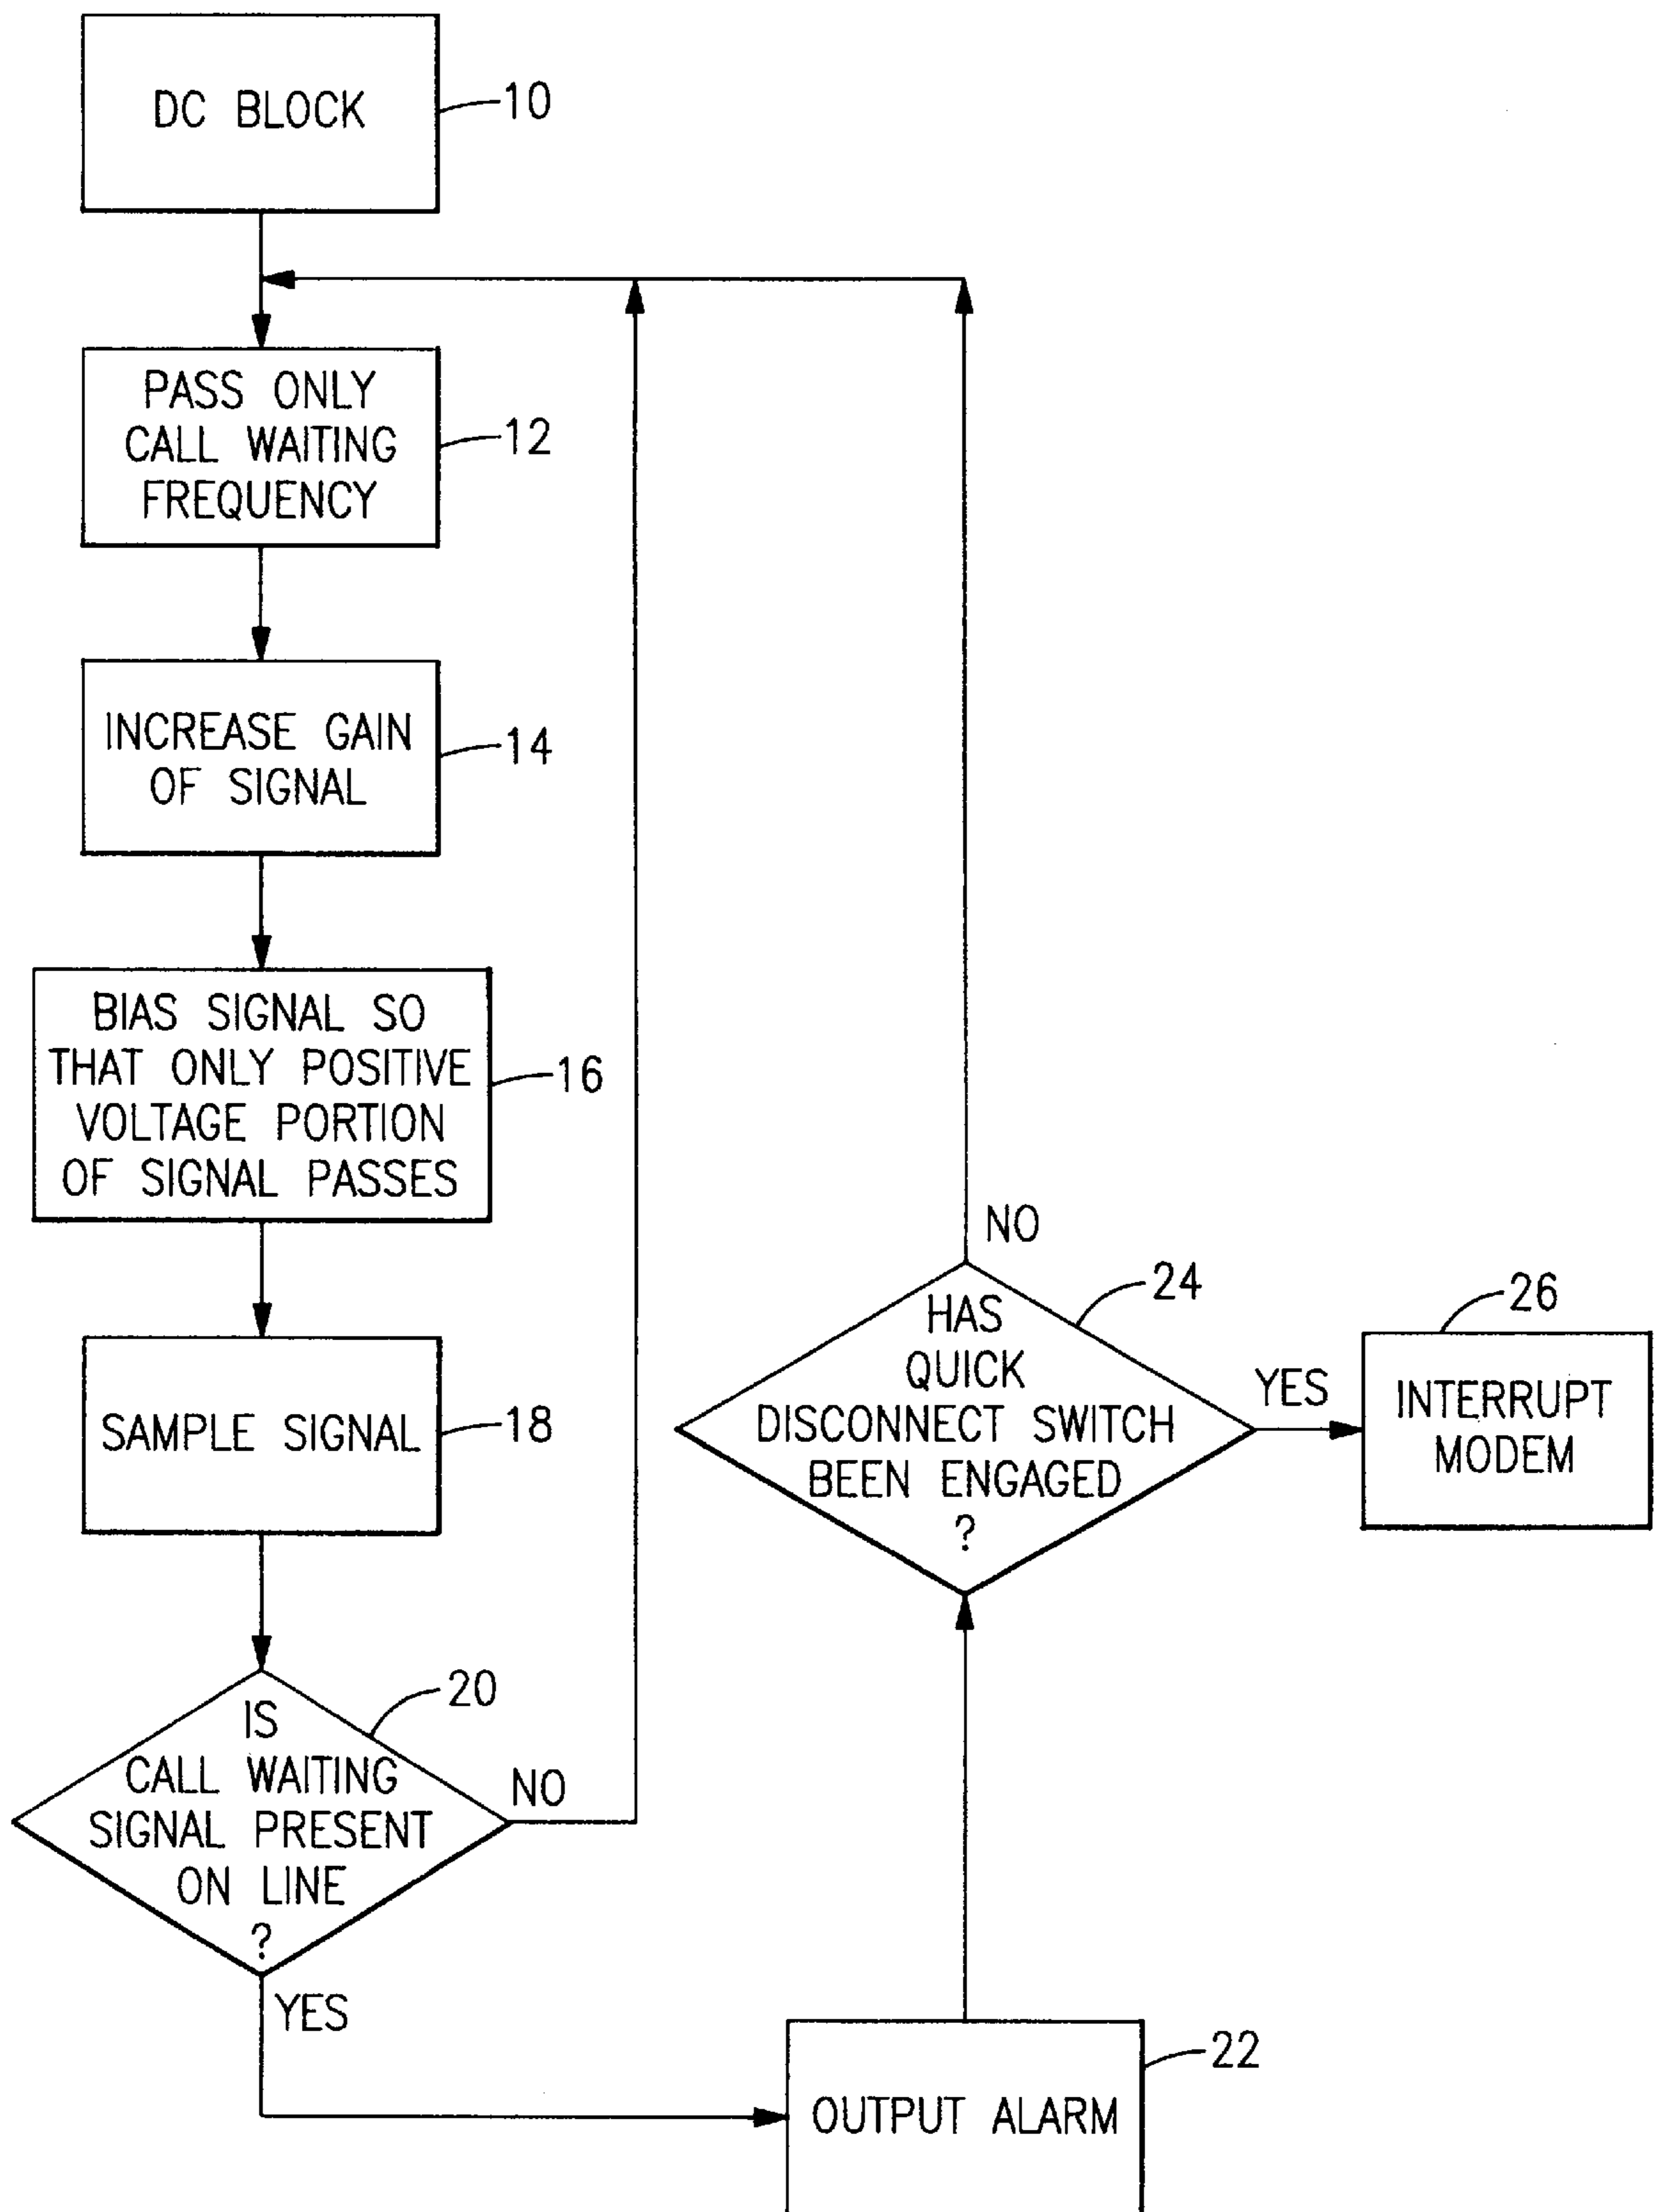 DC BLOCK
10
PASS ONLY
CALL WAITING
FREQUENCY
12
INCREASE GAIN
OF SIGNAL
14
BIAS SIGNAL SO
THAT ONLY POSITIVE
VOLTAGE PORTION
OF SIGNAL PASSES
16
SAMPLE SIGNAL
18
IS
CALL WAITING
SIGNAL PRESENT
ON LINE
?
20
NO
YES
OUTPUT ALARM
22
HAS
QUICK
DISCONNECT SWITCH
BEEN ENGAGED
?
24
NO
YES
INTERRUPT
MODEM
26